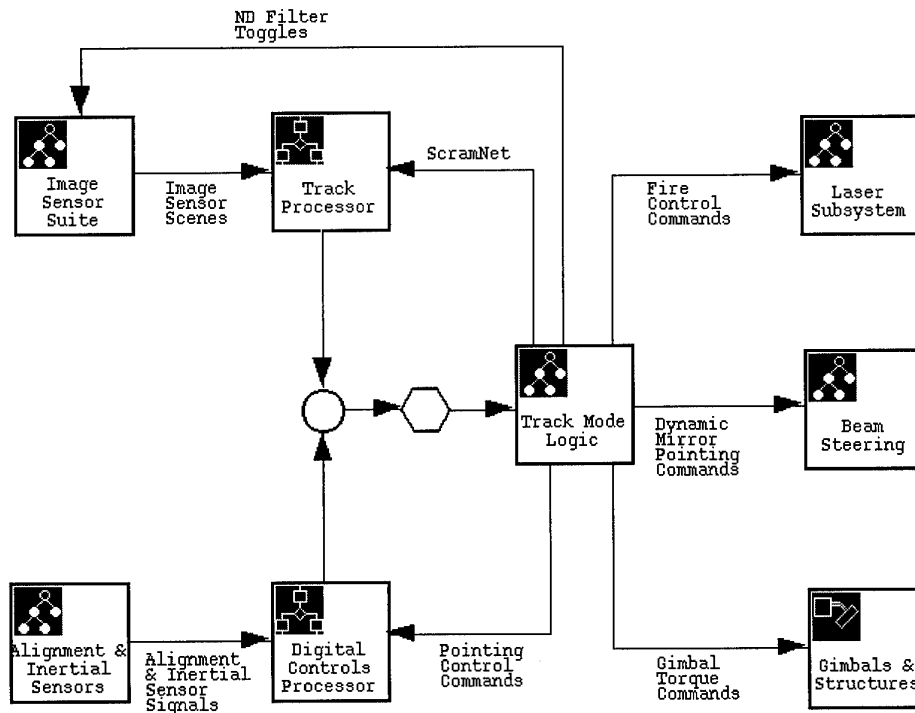 ND Filter
Toggles
Image
Sensor
Suite
Image
Sensor
Scenes
Track
Processor
ScramNet
Fire
Control
Commands
Laser
Subsystem
Track Mode
Logic
Dynamic
Mirror
Pointing
Commands
Beam
Steering
Alignment &
Inertial
Sensors
Alignment
& Inertial
Sensor
Signals
Digital
Controls
Processor
Pointing
Control
Commands
Gimbal
Torque
Commands
Gimbals &
Structures